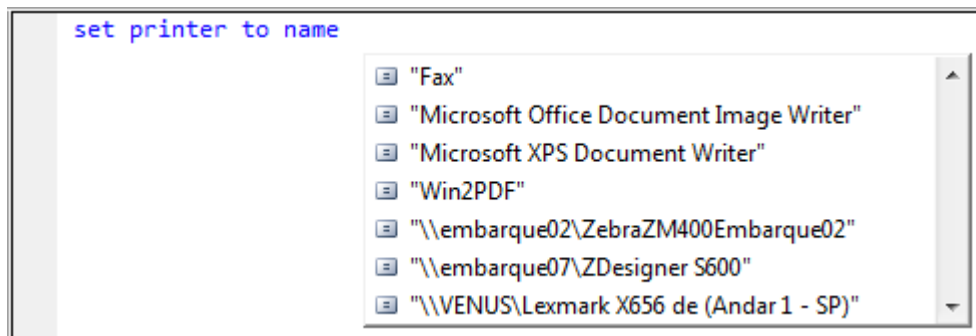 set printer to name
"Fax"
"Microsoft Office Document Image Writer"
"Microsoft XPS Document Writer"
"Win2PDF"
"\\embarque02\ZebraZM400Embarque02"
"\\embarque07\ZDesigner S600"
"\\VENUS\Lexmark X656 de (Andar 1 - SP)"